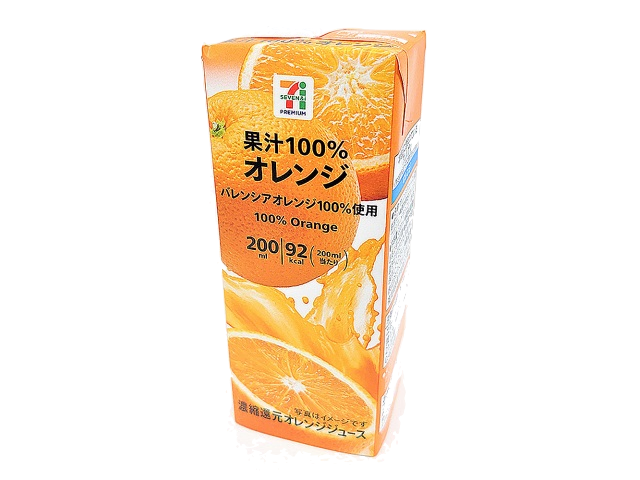 SEVEN&i
PREMIUM
果汁100%
オレンジ
バレンシアオレンジ100%使用
100% Orange
200ml 92kcal (200ml当たり)
写真はイメージです
濃縮還元オレンジジュース